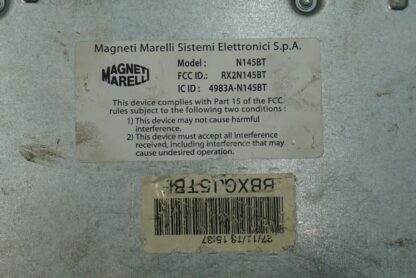 Magneti Marelli Sistemi Elettronici S.p.A.
MAGNETI
MARELLI
Model : N145BT
FCC ID.: RX2N145BT
IC ID : 4983A-N145BT
This device complies with Part 15 of the FCC
rules subject to the following two conditions :
1) This device may not cause harmful
interference.
2) This device must accept all interference
received, including interference that may
cause undesired operation.